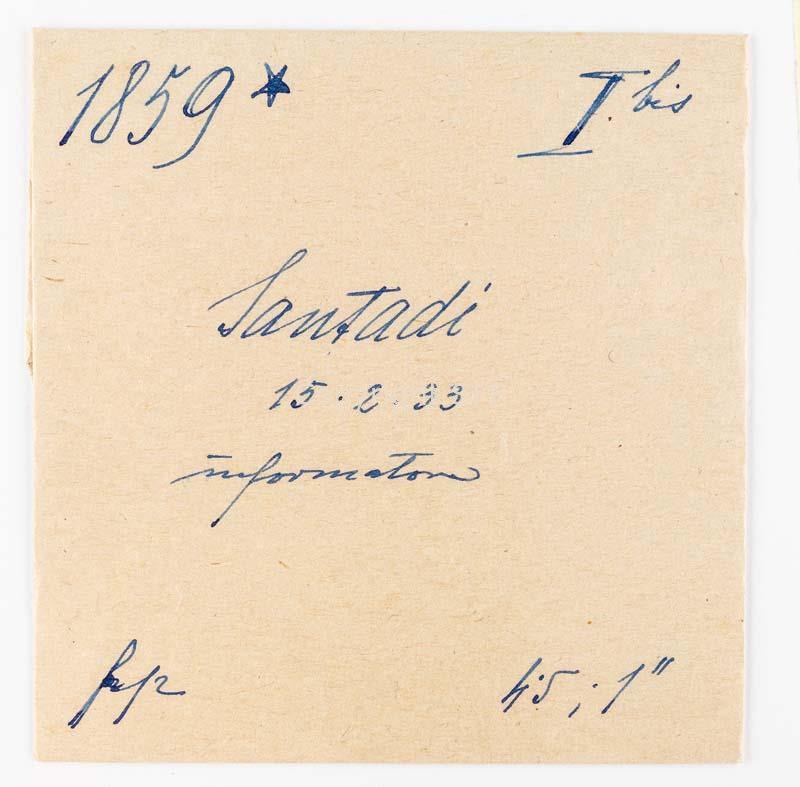 1859* I. bis
Santadi
15.2.33
informatore
4.5; 1"